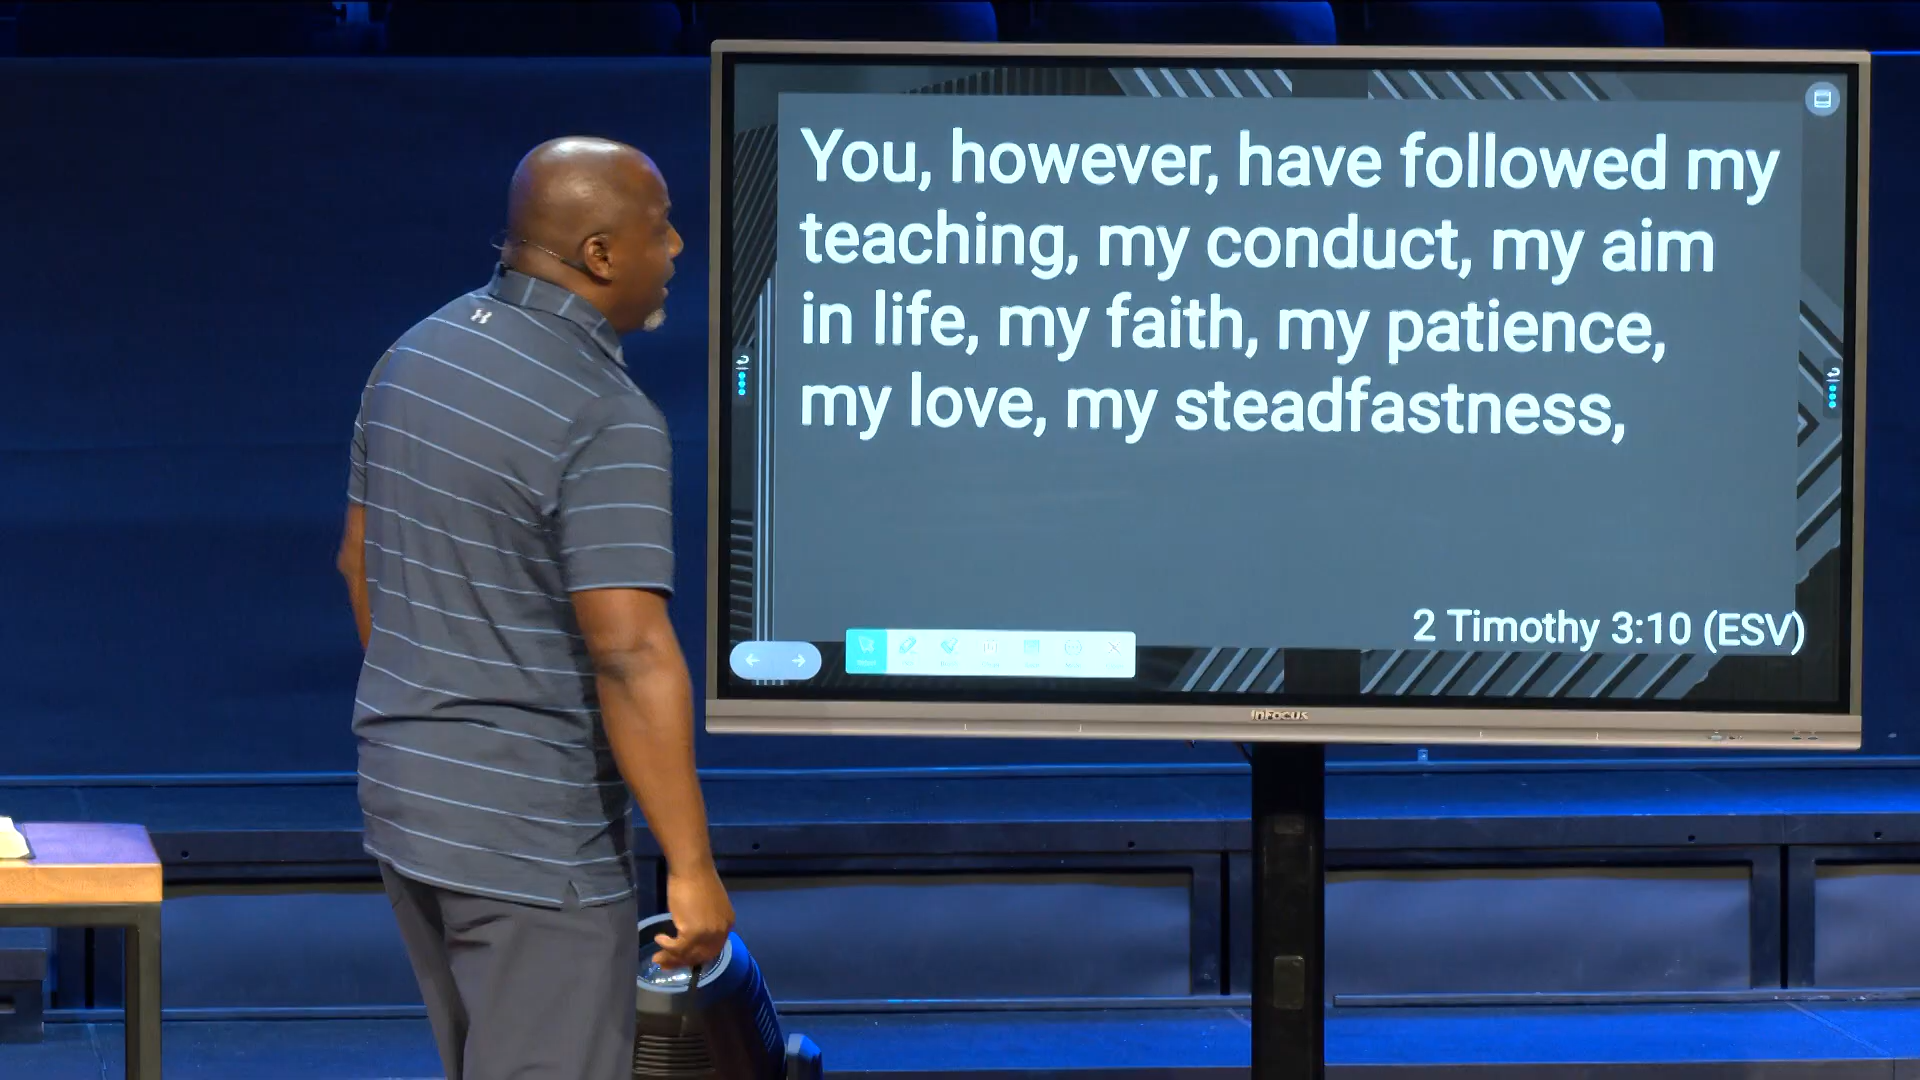 You, however, have followed my
teaching, my conduct, my aim
in life, my faith, my patience,
my love, my steadfastness,
2 Timothy 3:10 (ESV)
InFocus